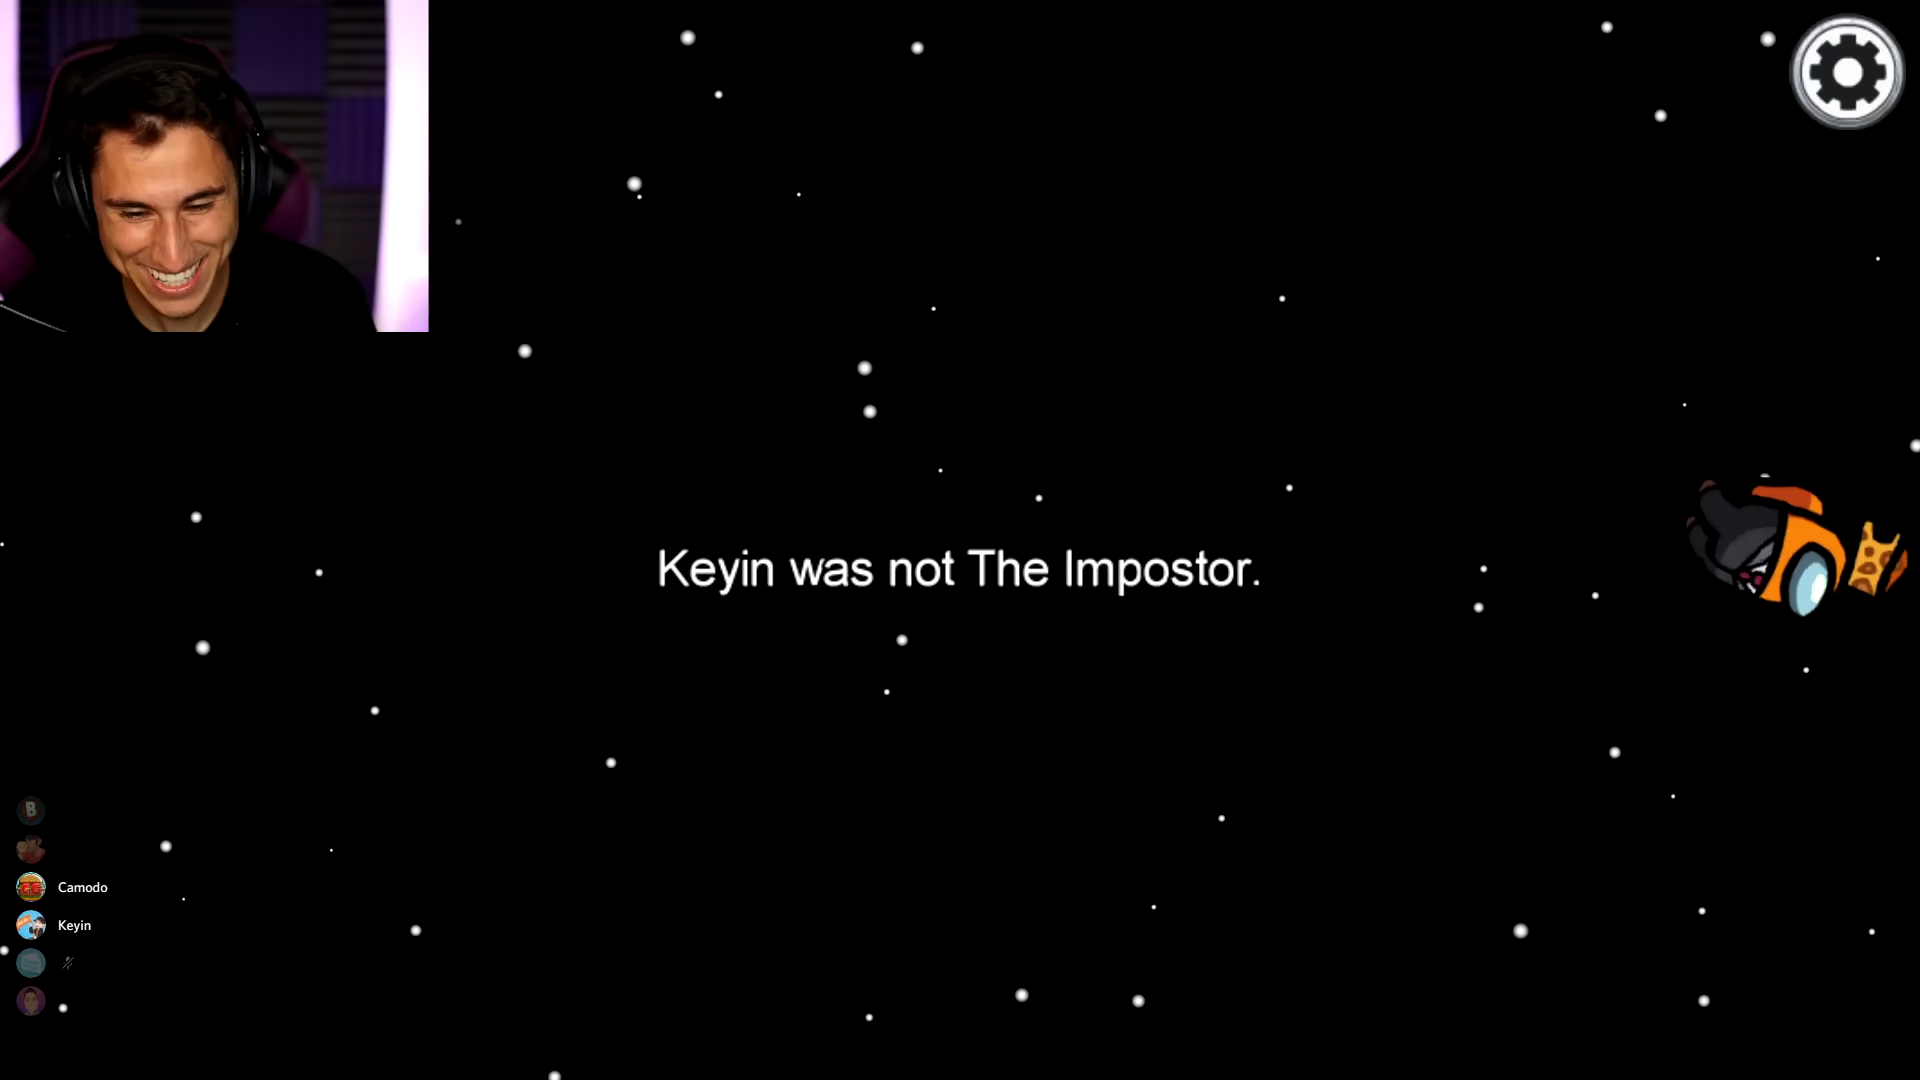 Keyin was not The Impostor.
B
Camodo
Keyin